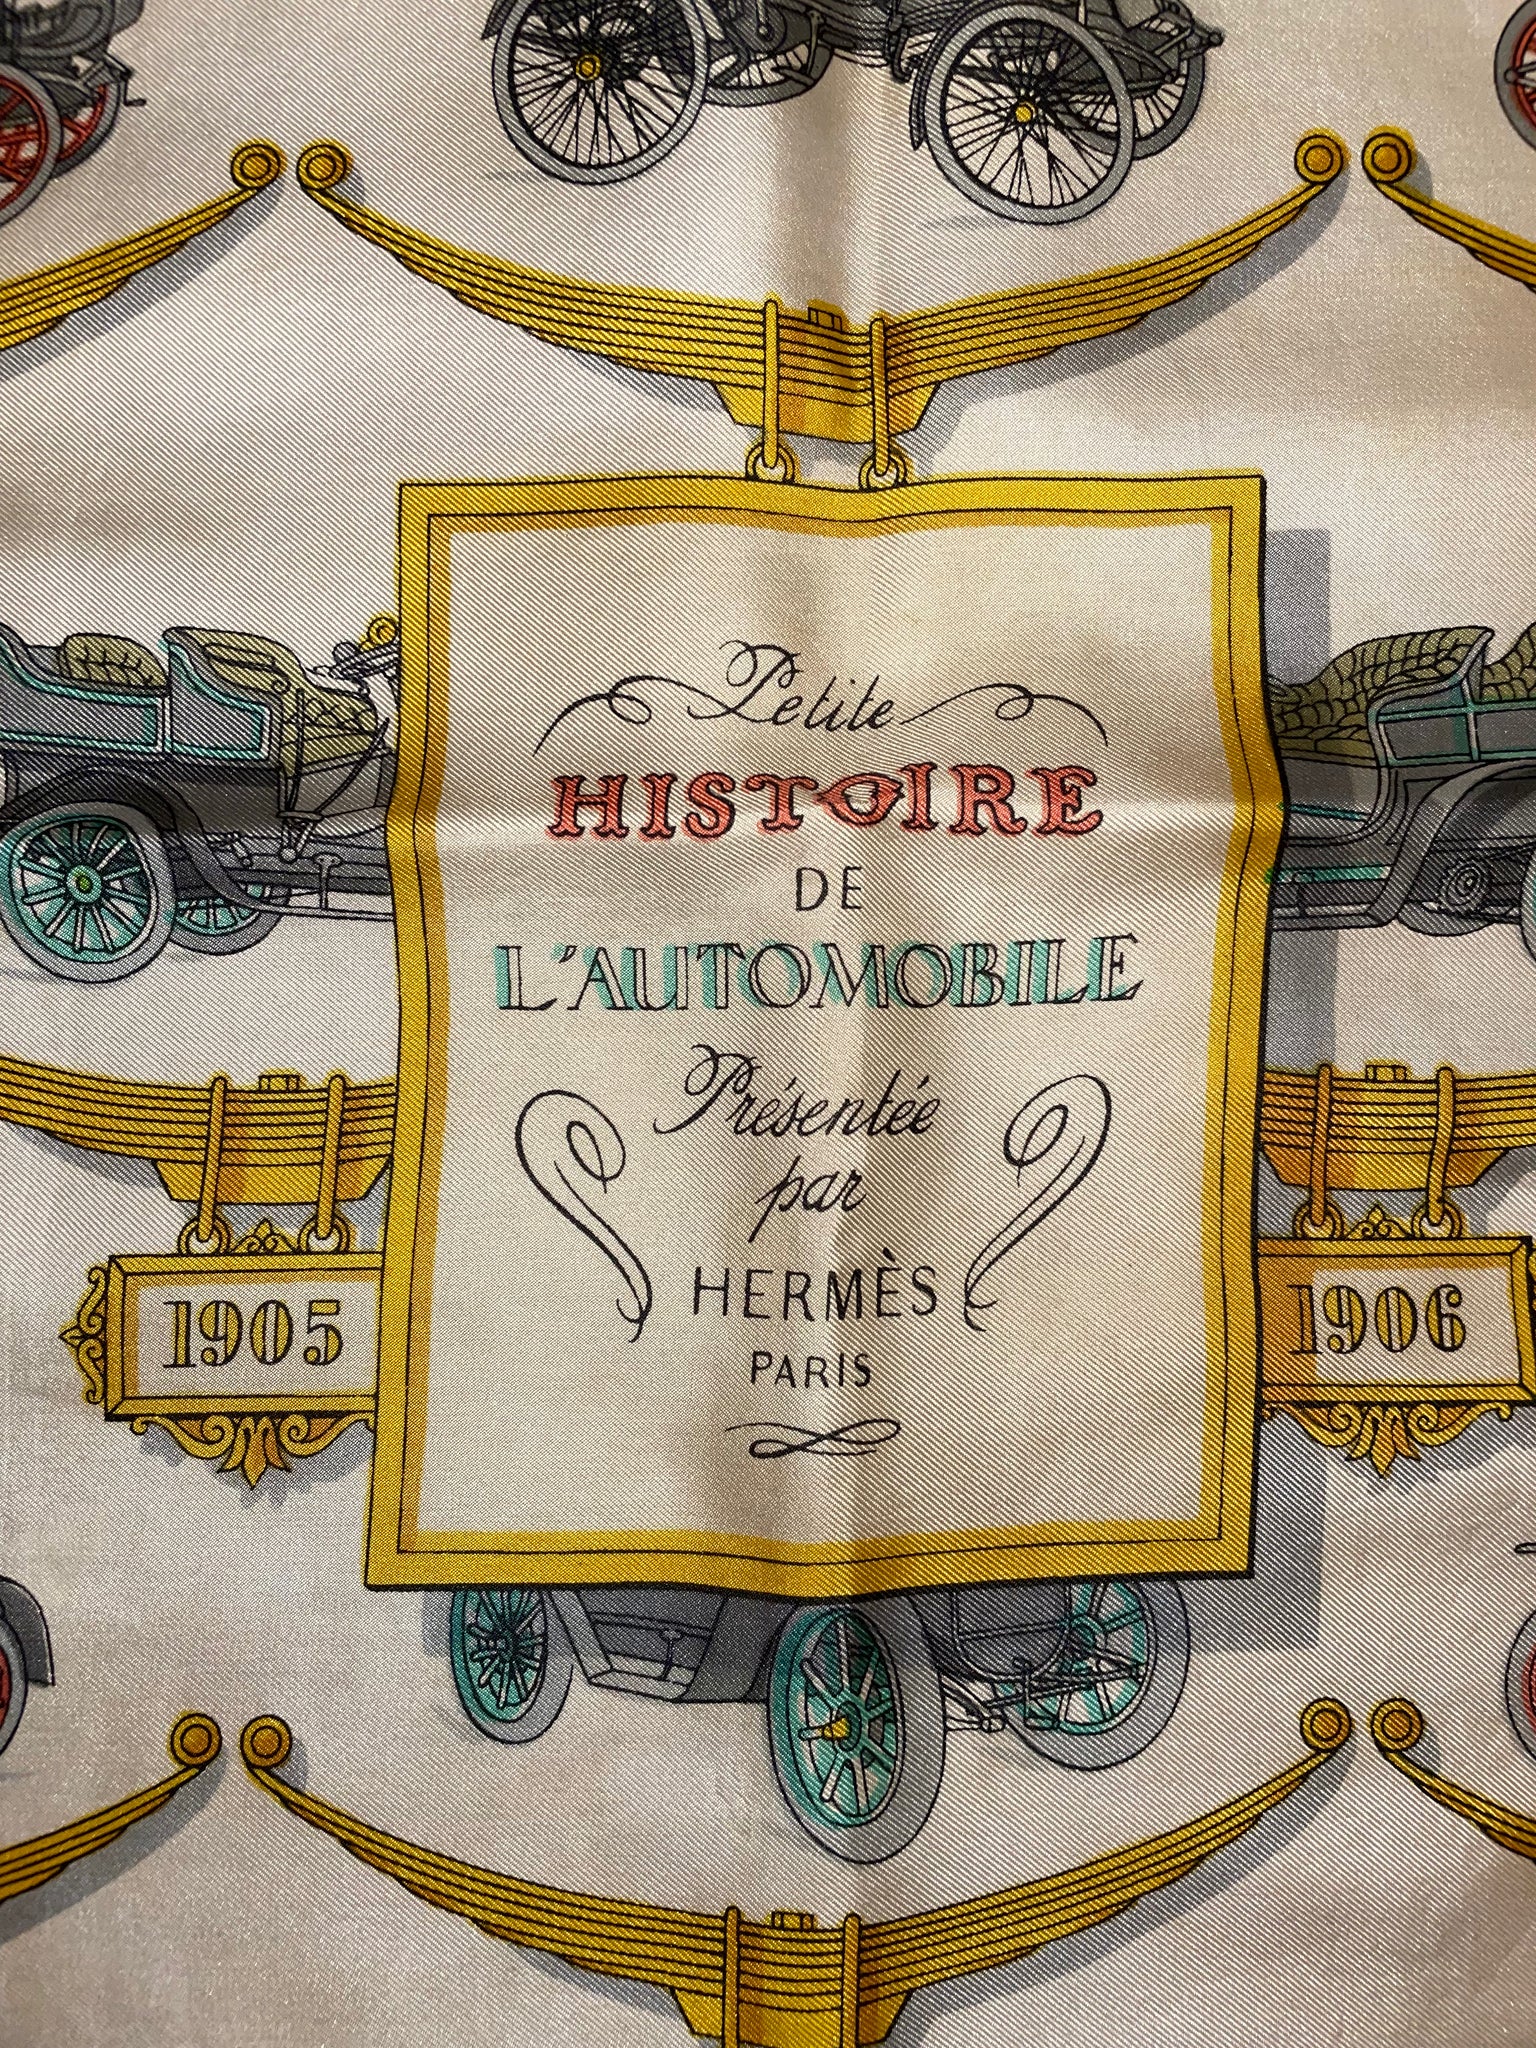 Petite
HISTOIRE
DE
L'AUTOMOBILE
Présentée
par
HERMÈS
PARIS
1905
1906